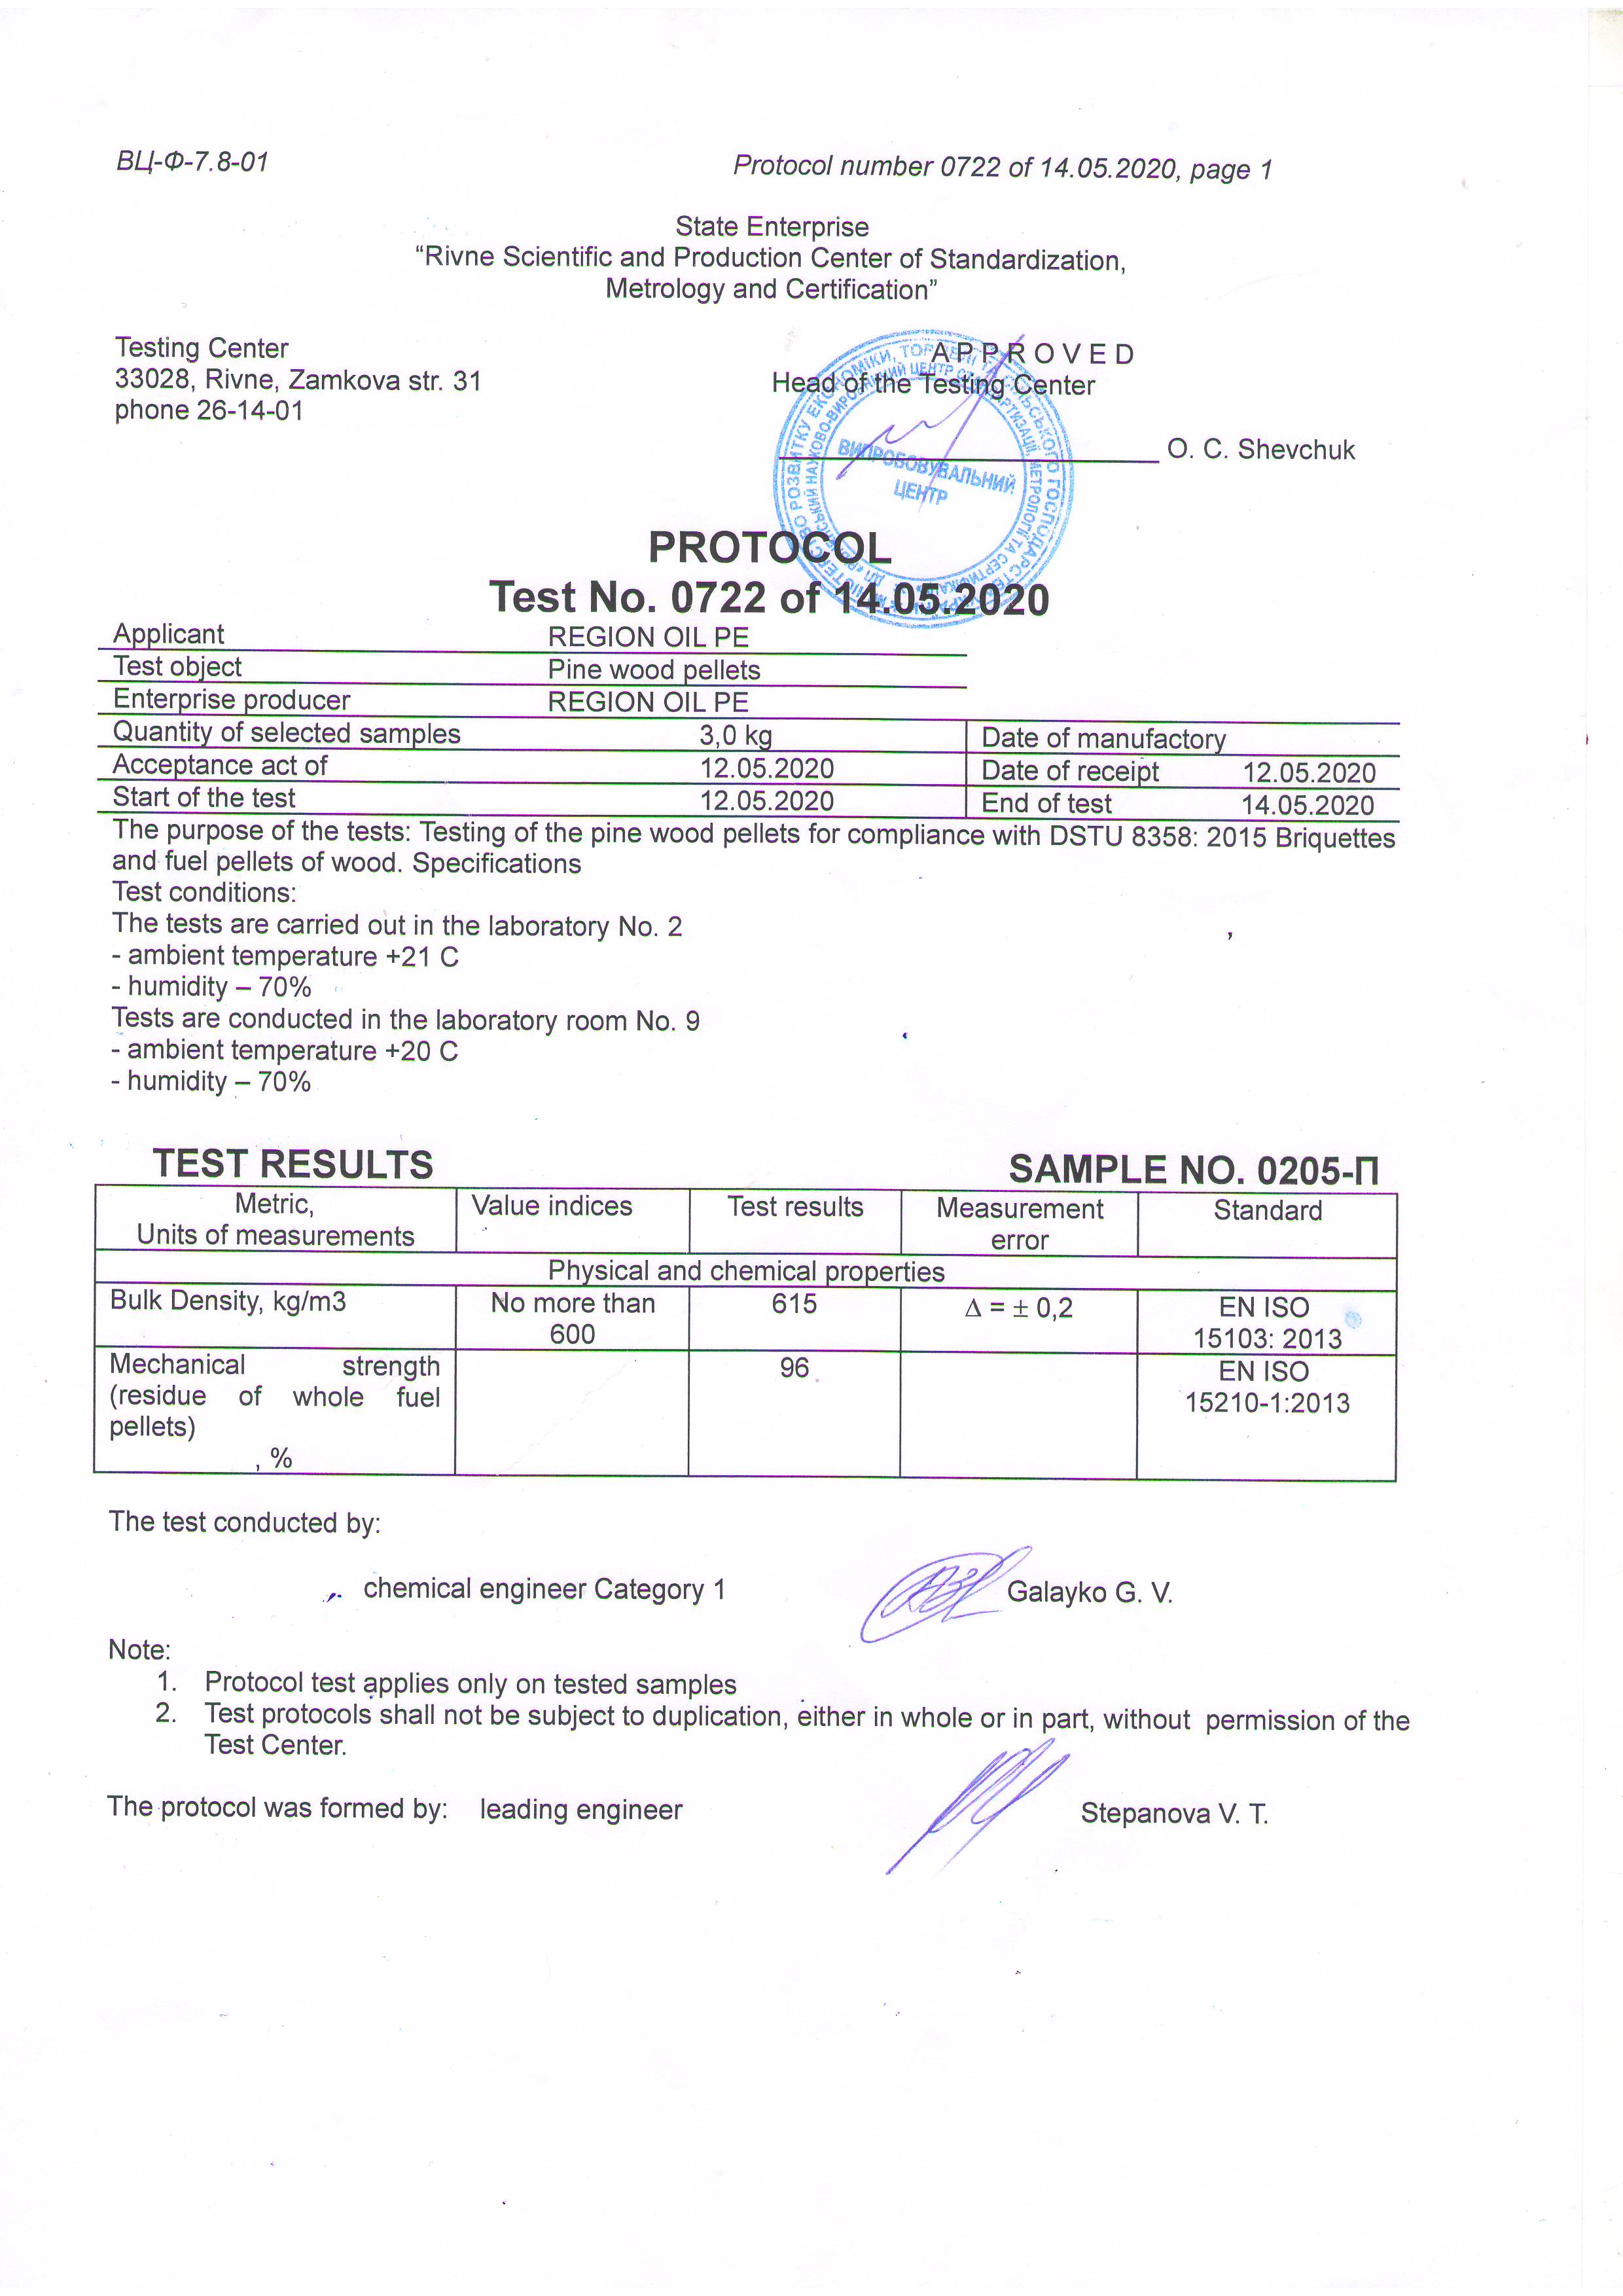 ВЦ-Ф-7.8-01 Protocol number 0722 of 14.05.2020, page 1
State Enterprise
“Rivne Scientific and Production Center of Standardization,
Metrology and Certification”
Testing Center
33028, Rivne, Zamkova str. 31
phone 26-14-01
A P P R O V E D
Head of the Testing Center
O. C. Shevchuk
ВИПРОБОВУВАЛЬНИЙ
ЦЕНТР
PROTOCOL
Test No. 0722 of 14.05.2020
Applicant REGION OIL PE
Test object Pine wood pellets
Enterprise producer REGION OIL PE
Quantity of selected samples 3,0 kg Date of manufactory
Acceptance act of 12.05.2020 Date of receipt 12.05.2020
Start of the test 12.05.2020 End of test 14.05.2020
The purpose of the tests: Testing of the pine wood pellets for compliance with DSTU 8358: 2015 Briquettes
and fuel pellets of wood. Specifications
Test conditions:
The tests are carried out in the laboratory No. 2
- ambient temperature +21 C
- humidity – 70%
Tests are conducted in the laboratory room No. 9
- ambient temperature +20 C
- humidity – 70%
TEST RESULTS SAMPLE NO. 0205-П
Metric,
Units of measurements
Value indices
Test results
Measurement
error
Standard
Physical and chemical properties
Bulk Density, kg/m3
No more than
600
615
Δ = ± 0,2
EN ISO
15103: 2013
Mechanical strength
(residue of whole fuel
pellets)
, %
96
EN ISO
15210-1:2013
The test conducted by:
chemical engineer Category 1 Galayko G. V.
Note:
1. Protocol test applies only on tested samples
2. Test protocols shall not be subject to duplication, either in whole or in part, without permission of the
Test Center.
The protocol was formed by: leading engineer Stepanova V. T.